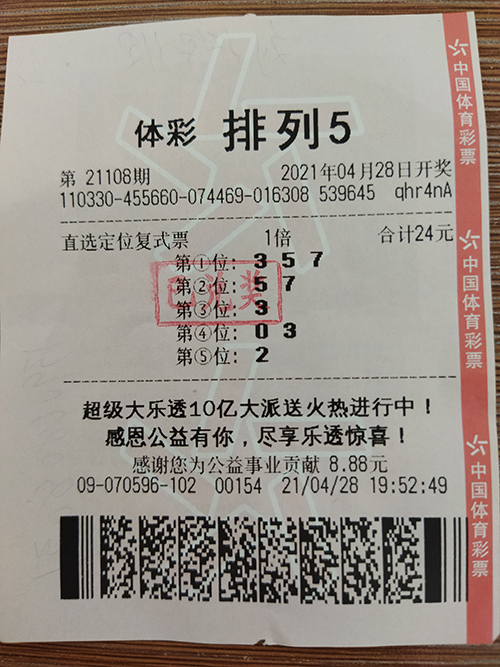 体彩 排列5
第 21108期 2021年04月28日开奖
110330-455660-074469-016308 539645 qhr4nA
直选定位复式票 1倍 合计24元
第①位: 3 5 7
第②位: 5 7
第③位: 3
第④位: 0 3
第⑤位: 2
已兑奖
超级大乐透10亿大派送火热进行中!
感恩公益有你,尽享乐透惊喜!
感谢您为公益事业贡献 8.88元
09-070596-102 00154 21/04/28 19:52:49
中国体育彩票
中国体育彩票
中国体育彩票